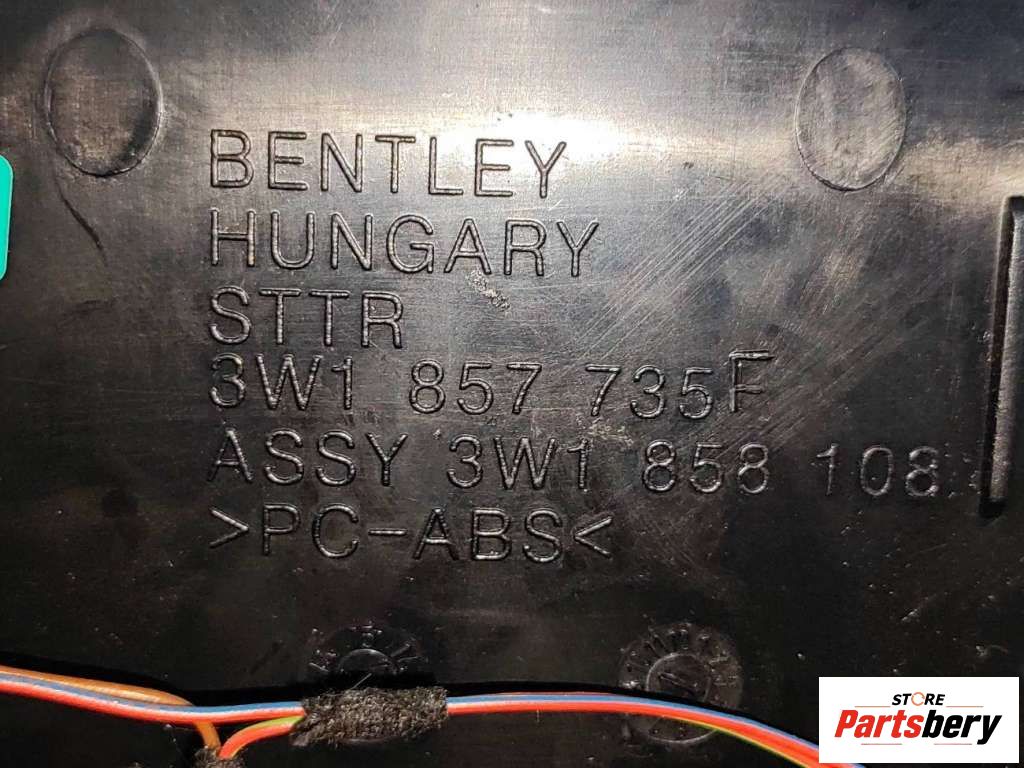 BENTLEY
HUNGARY
STTR
3W1 857 735F
ASSY 3W1 858 108
>PC-ABS<
STORE
Partsbery